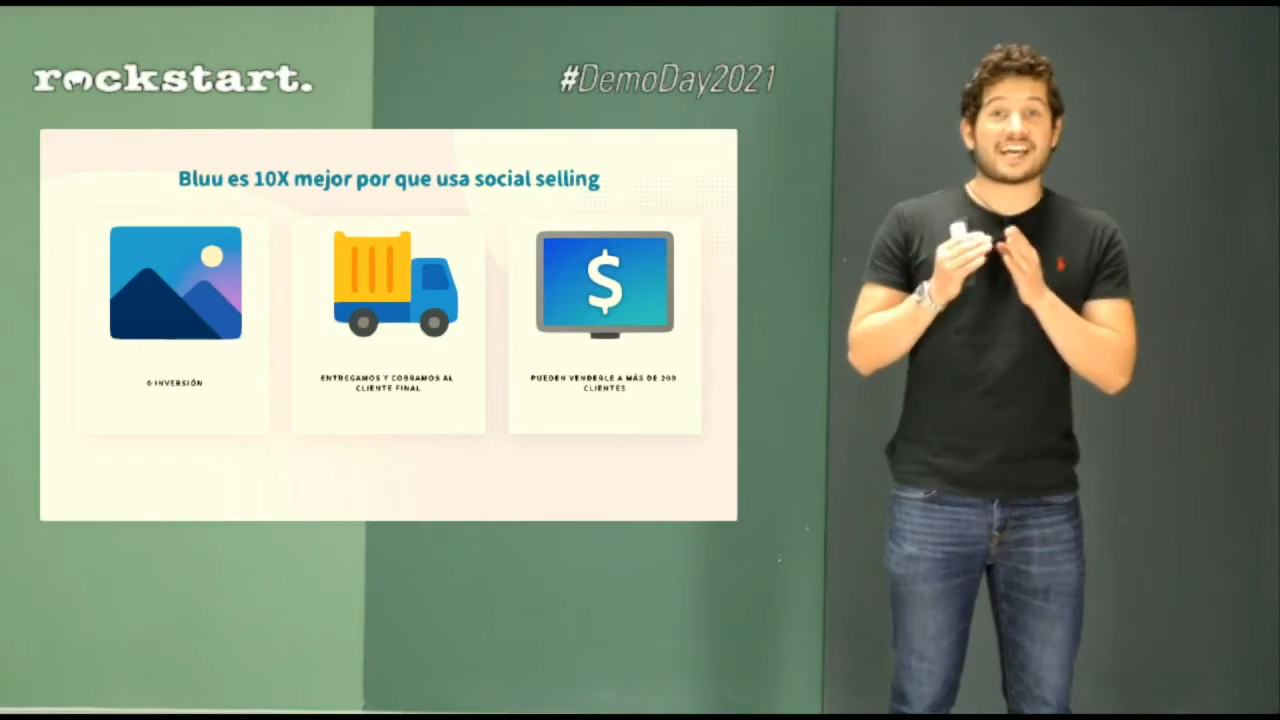 rockstart.
#DemoDay2021
Bluu es 10X mejor por que usa social selling
0 INVERSIÓN
ENTREGAMOS Y COBRAMOS AL
CLIENTE FINAL
PUEDEN VENDERLE A MÁS DE 200
CLIENTES